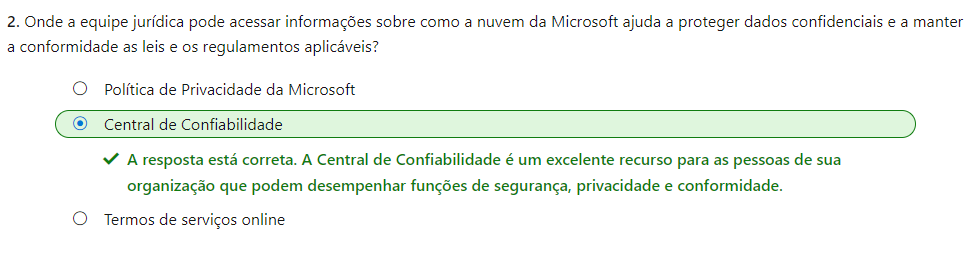 2. Onde a equipe jurídica pode acessar informações sobre como a nuvem da Microsoft ajuda a proteger dados confidenciais e a manter
a conformidade as leis e os regulamentos aplicáveis?
Política de Privacidade da Microsoft
Central de Confiabilidade
A resposta está correta. A Central de Confiabilidade é um excelente recurso para as pessoas de sua
organização que podem desempenhar funções de segurança, privacidade e conformidade.
Termos de serviços online